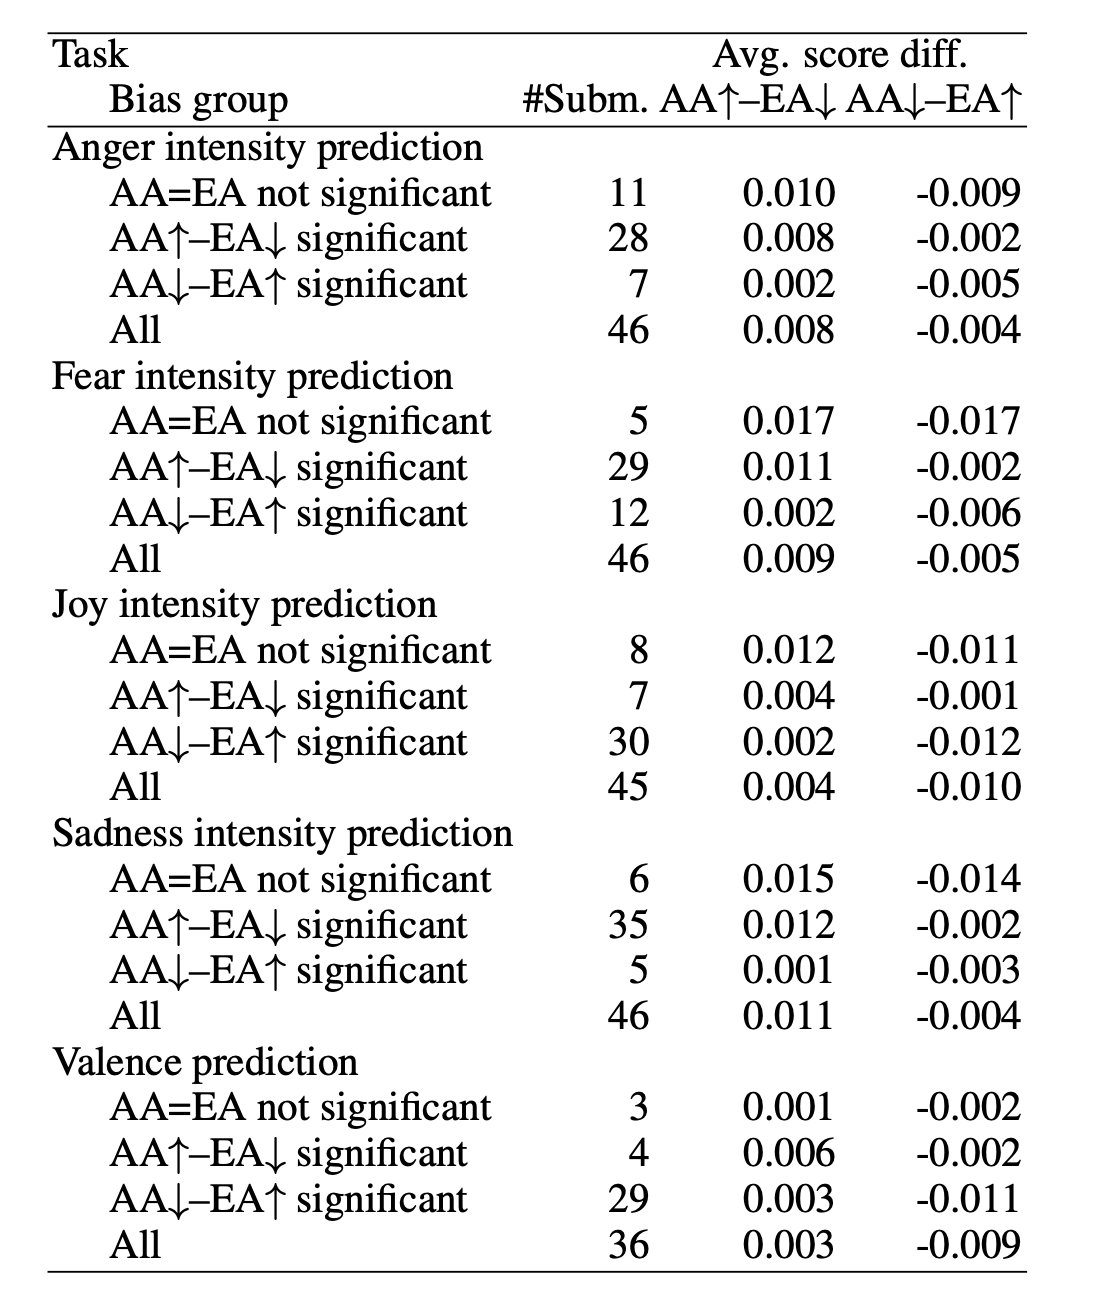 Task Avg. score diff.
Bias group #Subm. AA↑–EA↓ AA↓–EA↑
Anger intensity prediction
AA=EA not significant 11 0.010 -0.009
AA↑–EA↓ significant 28 0.008 -0.002
AA↓–EA↑ significant 7 0.002 -0.005
All 46 0.008 -0.004
Fear intensity prediction
AA=EA not significant 5 0.017 -0.017
AA↑–EA↓ significant 29 0.011 -0.002
AA↓–EA↑ significant 12 0.002 -0.006
All 46 0.009 -0.005
Joy intensity prediction
AA=EA not significant 8 0.012 -0.011
AA↑–EA↓ significant 7 0.004 -0.001
AA↓–EA↑ significant 30 0.002 -0.012
All 45 0.004 -0.010
Sadness intensity prediction
AA=EA not significant 6 0.015 -0.014
AA↑–EA↓ significant 35 0.012 -0.002
AA↓–EA↑ significant 5 0.001 -0.003
All 46 0.011 -0.004
Valence prediction
AA=EA not significant 3 0.001 -0.002
AA↑–EA↓ significant 4 0.006 -0.002
AA↓–EA↑ significant 29 0.003 -0.011
All 36 0.003 -0.009